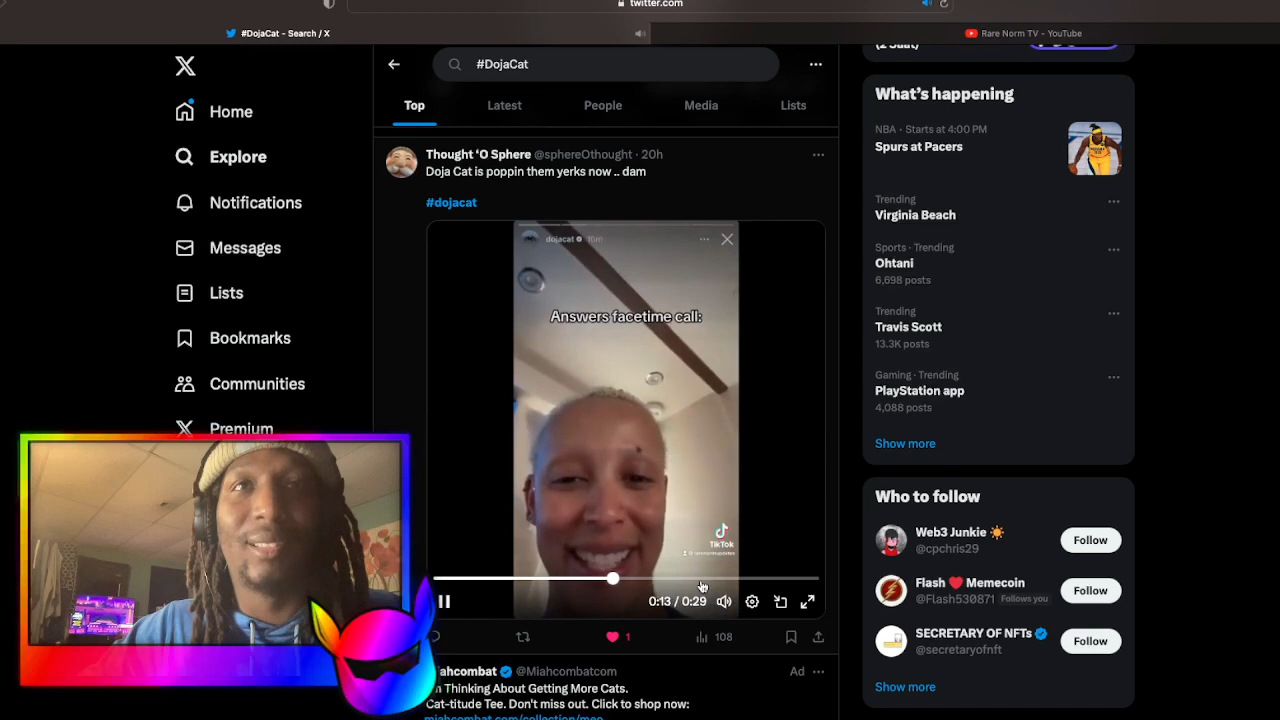 twitter.com
#DojaCat - Search / X
Rare Norm TV - YouTube
Home
Explore
Notifications
Messages
Lists
Bookmarks
Communities
Premium
#DojaCat
Top
Latest
People
Media
Lists
Thought ‘O Sphere @sphereOthought · 20h
Doja Cat is poppin them yerks now .. dam
#dojacat
dojacat
Answers facetime call:
TikTok
0:13 / 0:29
1
108
@Miahcombatcom
Ad
Thinking About Getting More Cats.
Cat-titude Tee. Don't miss out. Click to shop now:
What’s happening
NBA · Starts at 4:00 PM
Spurs at Pacers
Trending
Virginia Beach
Sports · Trending
Ohtani
6,698 posts
Trending
Travis Scott
13.3K posts
Gaming · Trending
PlayStation app
4,088 posts
Show more
Who to follow
Web3 Junkie
@cpchris29
Follow
Flash Memecoin
@Flash530871 Follows you
Follow
SECRETARY OF NFTs
@secretaryofnft
Follow
Show more